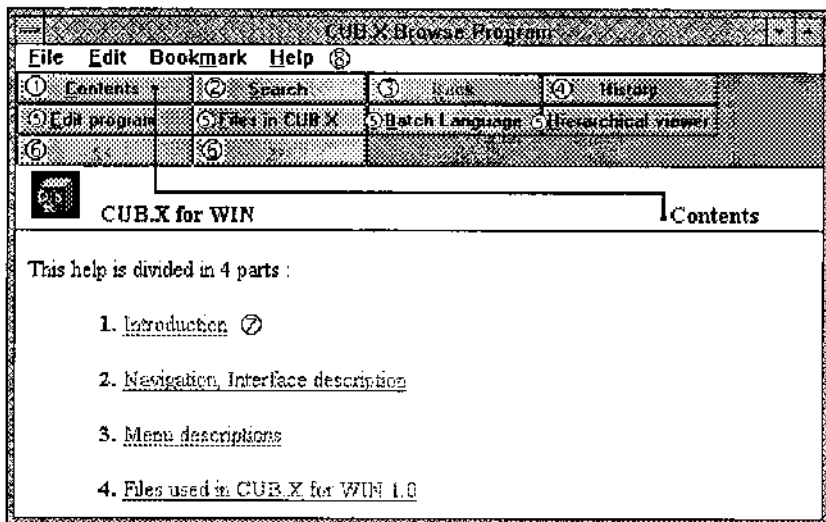 CUB.X Browse Program
File Edit Bookmark Help ⑧
① Contents ② Search ③ Back ④ History
⑤ Edit program ⑤ Files in CUB.X ⑤ Batch Language ⑤ Hierarchical viewer
⑥ << ⑥ >>
CUB.X for WIN Contents
This help is divided in 4 parts :
1. Introduction ⑦
2. Navigation, Interface description
3. Menu descriptions
4. Files used in CUB.X for WIN 1.0